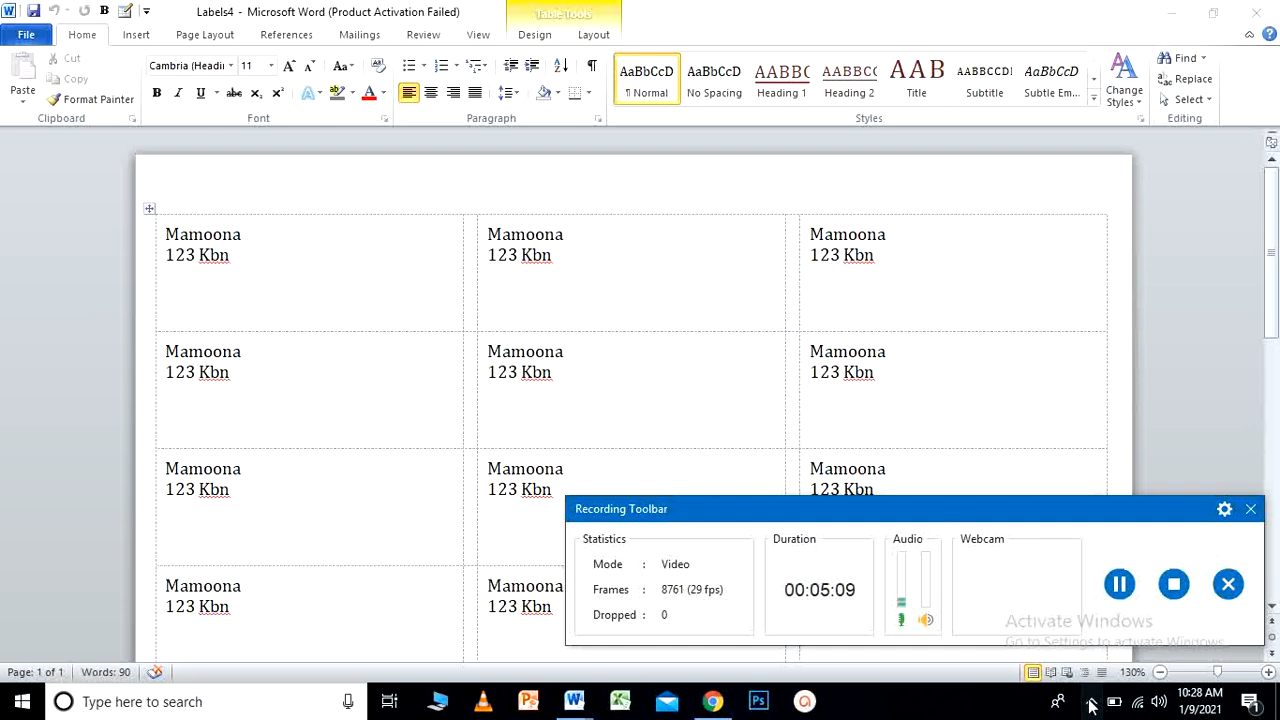 Labels4 - Microsoft Word (Product Activation Failed)
Table Tools
File Home Insert Page Layout References Mailings Review View Design Layout
Cut
Copy
Format Painter
Paste
Clipboard
Cambria (Headi 11
Font
Paragraph
AaBbCcD AaBbCcD AABBC AABBCC AAB AABBCCDI AaBbCcD
¶ Normal No Spacing Heading 1 Heading 2 Title Subtitle Subtle Em...
Change
Styles
Styles
Find
Replace
Select
Editing
Mamoona Mamoona Mamoona
123 Kbn 123 Kbn 123 Kbn
Mamoona Mamoona Mamoona
123 Kbn 123 Kbn 123 Kbn
Mamoona Mamoona Mamoona
123 Kbn 123 Kbn 123 Kbn
Mamoona Mamoona
123 Kbn 123 Kbn
Recording Toolbar
Statistics
Mode : Video
Frames : 8761 (29 fps)
Dropped : 0
Duration
00:05:09
Audio
Webcam
Activate Windows
Go to Settings to activate Windows.
Page: 1 of 1 Words: 90 130%
Type here to search
10:28 AM
1/9/2021